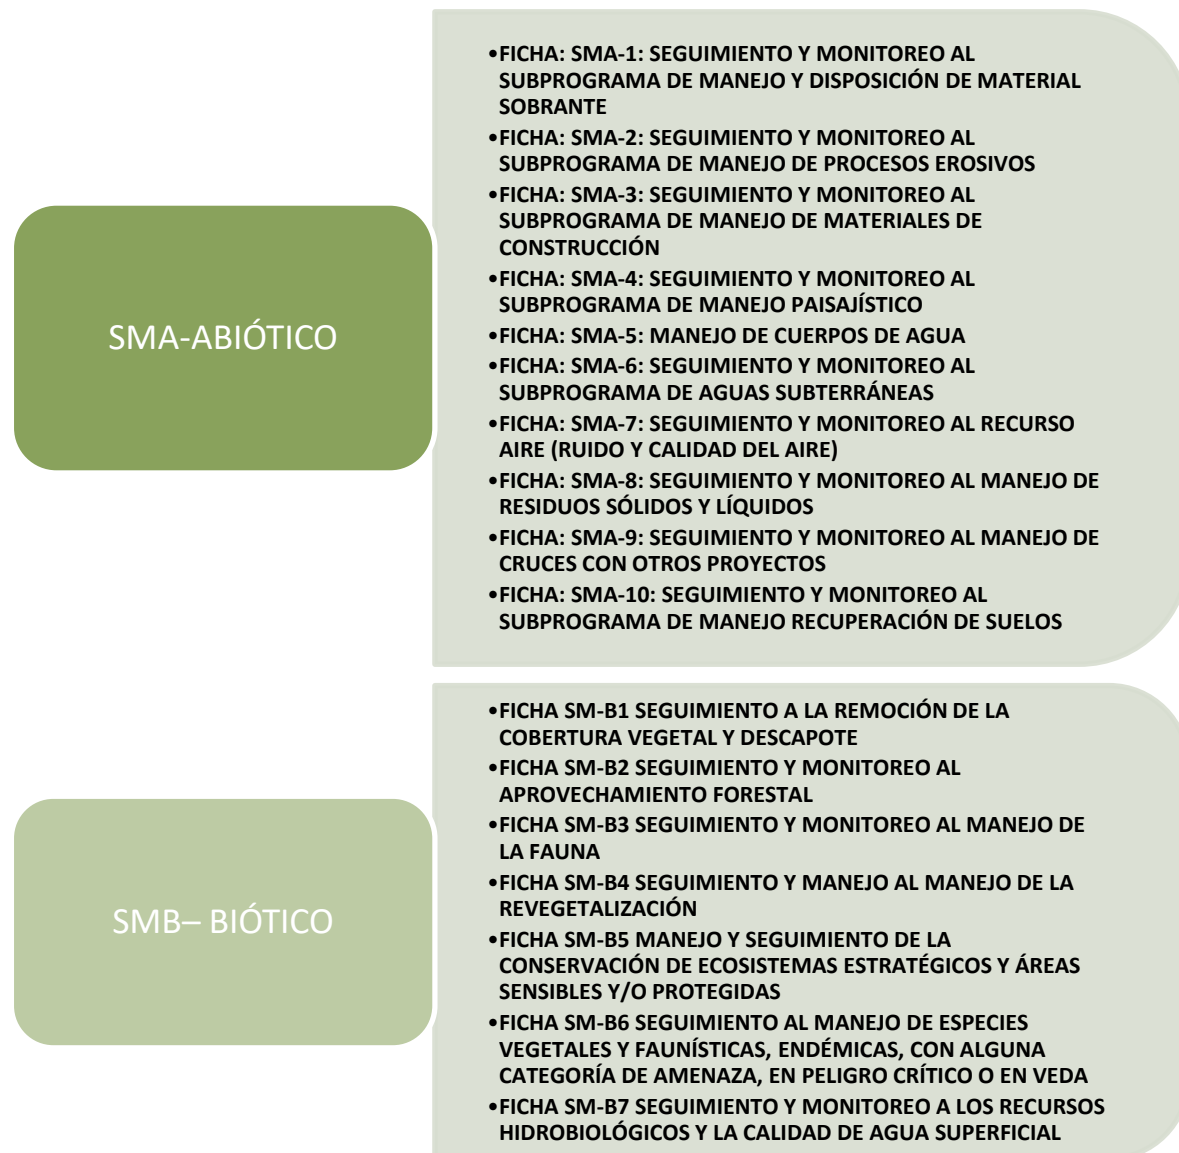 SMA-ABIÓTICO
•FICHA: SMA-1: SEGUIMIENTO Y MONITOREO AL
SUBPROGRAMA DE MANEJO Y DISPOSICIÓN DE MATERIAL
SOBRANTE
•FICHA: SMA-2: SEGUIMIENTO Y MONITOREO AL
SUBPROGRAMA DE MANEJO DE PROCESOS EROSIVOS
•FICHA: SMA-3: SEGUIMIENTO Y MONITOREO AL
SUBPROGRAMA DE MANEJO DE MATERIALES DE
CONSTRUCCIÓN
•FICHA: SMA-4: SEGUIMIENTO Y MONITOREO AL
SUBPROGRAMA DE MANEJO PAISAJÍSTICO
•FICHA: SMA-5: MANEJO DE CUERPOS DE AGUA
•FICHA: SMA-6: SEGUIMIENTO Y MONITOREO AL
SUBPROGRAMA DE AGUAS SUBTERRÁNEAS
•FICHA: SMA-7: SEGUIMIENTO Y MONITOREO AL RECURSO
AIRE (RUIDO Y CALIDAD DEL AIRE)
•FICHA: SMA-8: SEGUIMIENTO Y MONITOREO AL MANEJO DE
RESIDUOS SÓLIDOS Y LÍQUIDOS
•FICHA: SMA-9: SEGUIMIENTO Y MONITOREO AL MANEJO DE
CRUCES CON OTROS PROYECTOS
•FICHA: SMA-10: SEGUIMIENTO Y MONITOREO AL
SUBPROGRAMA DE MANEJO RECUPERACIÓN DE SUELOS
SMB– BIÓTICO
•FICHA SM-B1 SEGUIMIENTO A LA REMOCIÓN DE LA
COBERTURA VEGETAL Y DESCAPOTE
•FICHA SM-B2 SEGUIMIENTO Y MONITOREO AL
APROVECHAMIENTO FORESTAL
•FICHA SM-B3 SEGUIMIENTO Y MONITOREO AL MANEJO DE
LA FAUNA
•FICHA SM-B4 SEGUIMIENTO Y MANEJO AL MANEJO DE LA
REVEGETALIZACIÓN
•FICHA SM-B5 MANEJO Y SEGUIMIENTO DE LA
CONSERVACIÓN DE ECOSISTEMAS ESTRATÉGICOS Y ÁREAS
SENSIBLES Y/O PROTEGIDAS
•FICHA SM-B6 SEGUIMIENTO AL MANEJO DE ESPECIES
VEGETALES Y FAUNÍSTICAS, ENDÉMICAS, CON ALGUNA
CATEGORÍA DE AMENAZA, EN PELIGRO CRÍTICO O EN VEDA
•FICHA SM-B7 SEGUIMIENTO Y MONITOREO A LOS RECURSOS
HIDROBIOLÓGICOS Y LA CALIDAD DE AGUA SUPERFICIAL